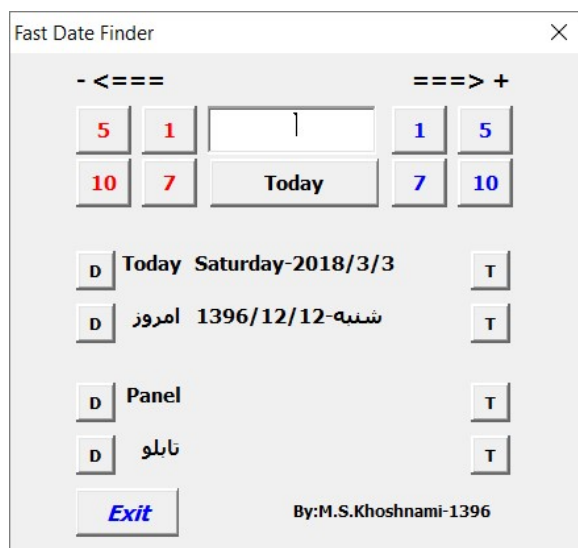 Fast Date Finder
- <=== ===> +
5 1 1 5
10 7 Today 7 10
D Today Saturday-2018/3/3 T
D امروز 1396/12/12-شنبه T
D Panel T
D تابلو T
Exit By:M.S.Khoshnami-1396